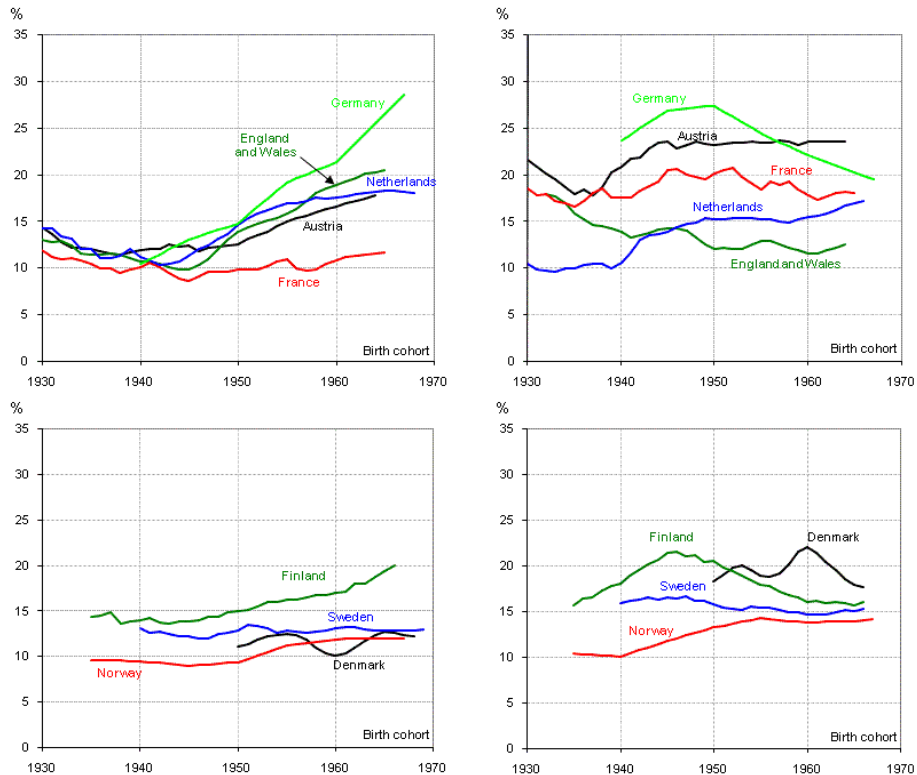 %
35
30
25
20
15
10
5
0
1930
1940
1950
1960
1970
Germany
England
and Wales
Netherlands
Austria
France
Birth cohort
%
35
30
25
20
15
10
5
0
1930
1940
1950
1960
1970
Germany
Austria
France
Netherlands
England and Wales
Birth cohort
%
35
30
25
20
15
10
5
0
1930
1940
1950
1960
1970
Finland
Sweden
Norway
Denmark
Birth cohort
%
35
30
25
20
15
10
5
0
1930
1940
1950
1960
1970
Finland
Denmark
Sweden
Norway
Birth cohort